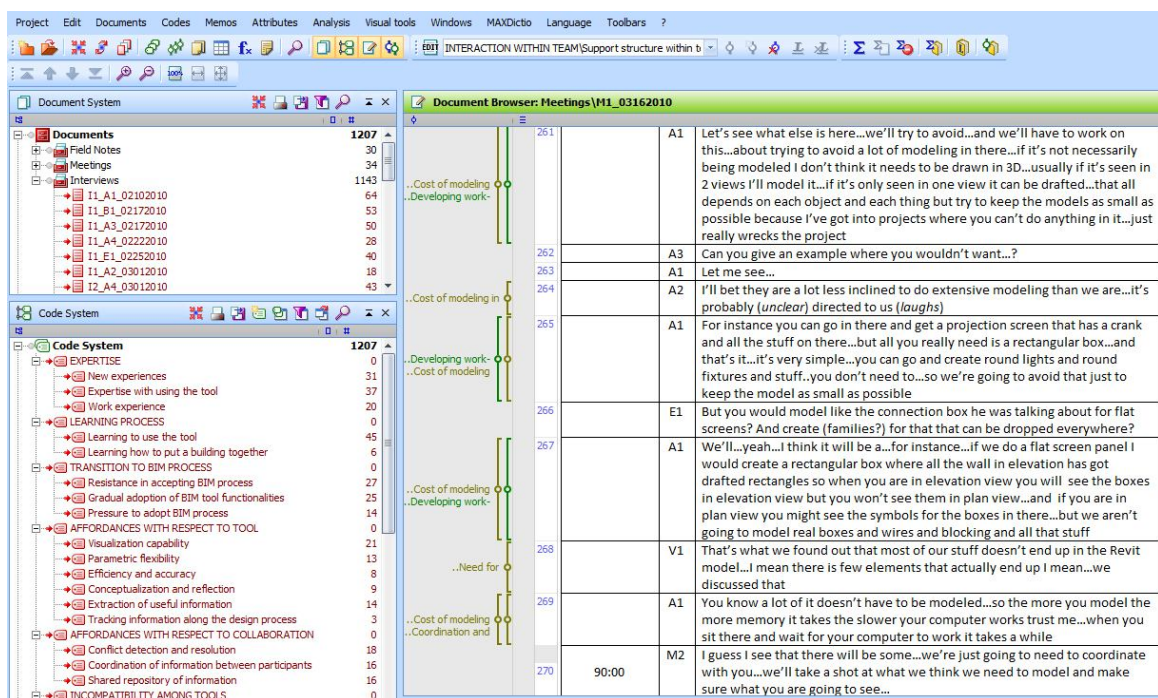 Project Edit Documents Codes Memos Attributes Analysis Visual tools Windows MAXDictio Language Toolbars ?
EDIT INTERACTION WITHIN TEAM\Support structure within t
100%
Document System
Documents 1207
Field Notes 30
Meetings 34
Interviews 1143
I1_A1_02102010 64
I1_B1_02172010 53
I1_A3_02172010 50
I1_A4_02222010 28
I1_E1_02252010 10
I1_A2_03012010 18
I2_A4_03012010 43
Code System
Code System 1207
EXPERTISE 0
New experiences 31
Expertise with using the tool 37
Work experience 20
LEARNING PROCESS 0
Learning to use the tool 45
Learning how to put a building together 6
TRANSITION TO BIM PROCESS 0
Resistance in accepting BIM process 27
Gradual adoption of BIM tool functionalities 25
Pressure to adopt BIM process 14
AFFORDANCES WITH RESPECT TO TOOL 0
Visualization capability 21
Parametric flexibility 13
Efficiency and accuracy 8
Conceptualization and reflection 9
Extraction of useful information 14
Tracking information along the design process 3
AFFORDANCES WITH RESPECT TO COLLABORATION 0
Conflict detection and resolution 18
Coordination of information between participants 16
Shared repository of information 16
INCOMPATIBILITY AMONG TOOLS 0
Document Browser: Meetings\M1_03162010
261 A1 Let's see what else is here...we'll try to avoid...and we'll have to work on
this...about trying to avoid a lot of modeling in there...if it's not necessarily
being modeled I don't think it needs to be drawn in 3D...usually if it's seen in
..Cost of modeling 2 views I'll model it...if it's only seen in one view it can be drafted...that all
..Developing work- depends on each object and each thing but try to keep the models as small as
possible because I've got into projects where you can't do anything in it...just
really wrecks the project
262 A3 Can you give an example where you wouldn't want...?
263 A1 Let me see...
264 A2 I'll bet they are a lot less inclined to do extensive modeling than we are...it's
..Cost of modeling in probably (unclear) directed to us (laughs)
265 A1 For instance you can go in there and get a projection screen that has a crank
and all the stuff on there...but all you really need is a rectangular box...and
..Developing work- that's it...it's very simple...you can go and create round lights and round
..Cost of modeling fixtures and stuff..you don't need to...so we're going to avoid that just to
keep the model as small as possible
266 E1 But you would model like the connection box he was talking about for flat
screens? And create (families?) for that that can be dropped everywhere?
267 A1 We'll...yeah...I think it will be a...for instance...if we do a flat screen panel I
would create a rectangular box where all the wall in elevation has got
..Cost of modeling drafted rectangles so when you are in elevation view you will see the boxes
..Developing work- in elevation view but you won't see them in plan view...and if you are in
plan view you might see the symbols for the boxes in there...but we aren't
going to model real boxes and wires and blocking and all that stuff
268 V1 That's what we found out that most of our stuff doesn't end up in the Revit
..Need for model...I mean there is few elements that actually end up I mean...we
discussed that
269 A1 You know a lot of it doesn't have to be modeled...so the more you model the
..Cost of modeling more memory it takes the slower your computer works trust me...when you
..Coordination and sit there and wait for your computer to work it takes a while
M2 I guess I see that there will be some...we're just going to need to coordinate
270 90:00 with you...we'll take a shot at what we think we need to model and make
sure what you are going to see...